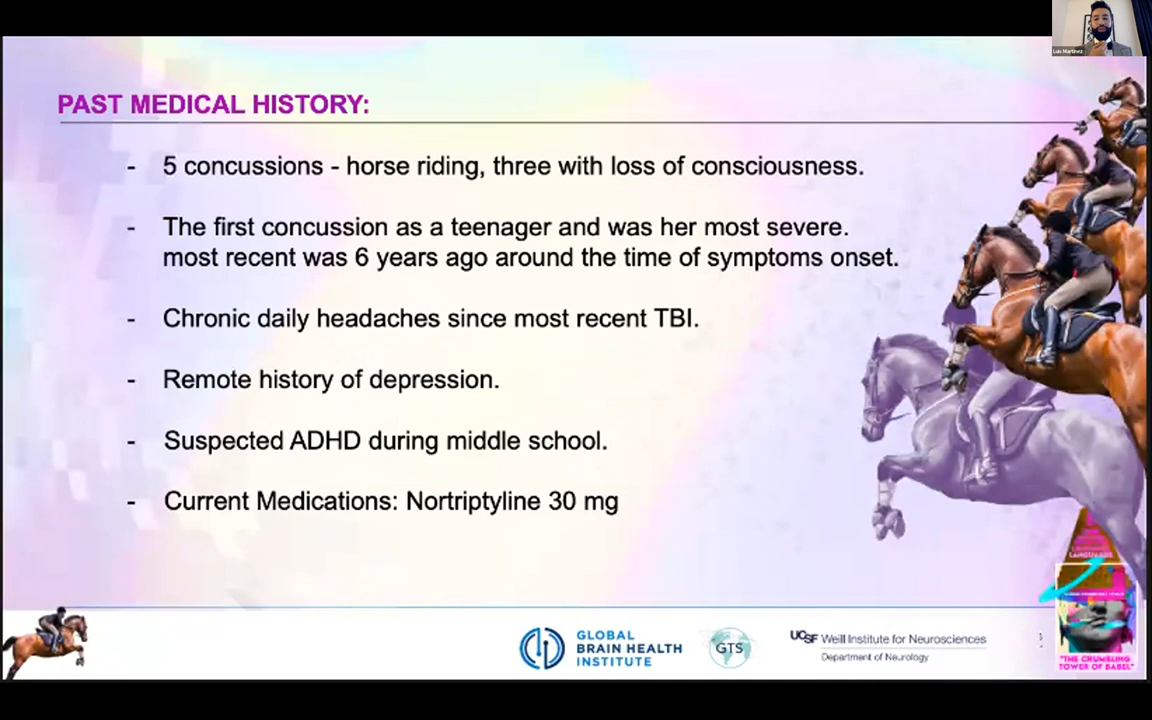 Luis Martinez
PAST MEDICAL HISTORY:
- 5 concussions - horse riding, three with loss of consciousness.
- The first concussion as a teenager and was her most severe.
most recent was 6 years ago around the time of symptoms onset.
- Chronic daily headaches since most recent TBI.
- Remote history of depression.
- Suspected ADHD during middle school.
- Current Medications: Nortriptyline 30 mg
GLOBAL
BRAIN HEALTH
INSTITUTE
GTS
UCSF Weill Institute for Neurosciences
Department of Neurology
"THE CRUMBLING
TOWER OF BABEL"